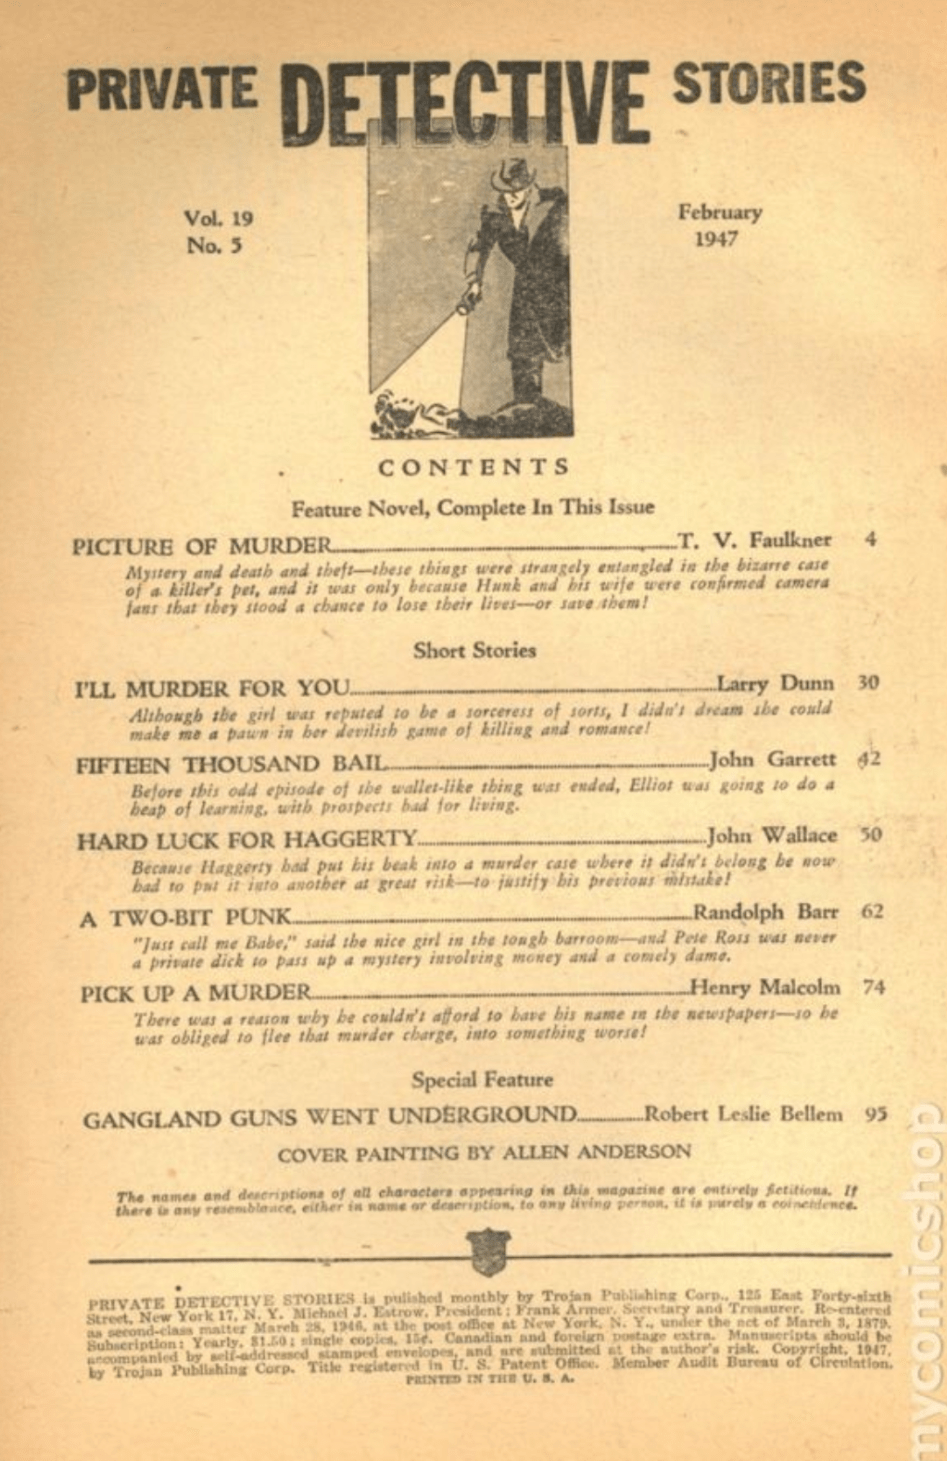 PRIVATE DETECTIVE STORIES
Vol. 19
No. 5
February
1947
CONTENTS
Feature Novel, Complete In This Issue
PICTURE OF MURDER T. V. Faulkner 4
Mystery and death and theft—these things were strangely entangled in the bizarre case
of a killer's pet, and it was only because Hunk and his wife were confirmed camera
fans that they stood a chance to lose their lives—or save them!
Short Stories
I'LL MURDER FOR YOU Larry Dunn 30
Although the girl was reputed to be a sorceress of sorts, I didn't dream she could
make me a pawn in her devilish game of killing and romance!
FIFTEEN THOUSAND BAIL John Garrett 42
Before this odd episode of the wallet-like thing was ended, Elliot was going to do a
heap of learning, with prospects bad for living.
HARD LUCK FOR HAGGERTY John Wallace 50
Because Haggerty had put his beak into a murder case where it didn't belong he now
had to put it into another at great risk—to justify his previous mistake!
A TWO-BIT PUNK Randolph Barr 62
"Just call me Babe," said the nice girl in the tough barroom—and Pete Ross was never
a private dick to pass up a mystery involving money and a comely dame.
PICK UP A MURDER Henry Malcolm 74
There was a reason why he couldn't afford to have his name in the newspapers—so he
was obliged to flee that murder charge, into something worse!
Special Feature
GANGLAND GUNS WENT UNDERGROUND Robert Leslie Bellem 95
COVER PAINTING BY ALLEN ANDERSON
The names and descriptions of all characters appearing in this magazine are entirely fictitious. If
there is any resemblance, either in name or description, to any living person, it is purely a coincidence.
PRIVATE DETECTIVE STORIES is pulished monthly by Trojan Publishing Corp., 125 East Forty-sixth
Street, New York 17, N. Y. Michael J. Estrow, President; Frank Armer, Secretary and Treasurer. Re-entered
as second-class matter March 28, 1946, at the post office at New York, N. Y., under the act of March 3, 1879.
Subscription: Yearly, $1.50; single copies, 15¢. Canadian and foreign postage extra. Manuscripts should be
accompanied by self-addressed stamped envelopes, and are submitted at the author's risk. Copyright, 1947,
by Trojan Publishing Corp. Title registered in U. S. Patent Office. Member Audit Bureau of Circulation.
PRINTED IN THE U. S. A.
mycomicshop